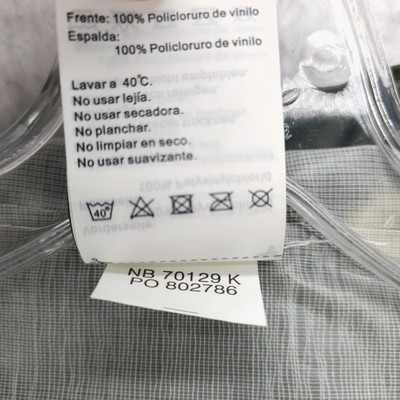 Frente: 100% Policloruro de vinilo
Espalda:
100% Policloruro de vinilo
Lavar a 40°C.
No usar lejía.
No usar secadora.
No planchar.
No limpiar en seco.
No usar suavizante.
40°
NB 70129 K
PO 802786